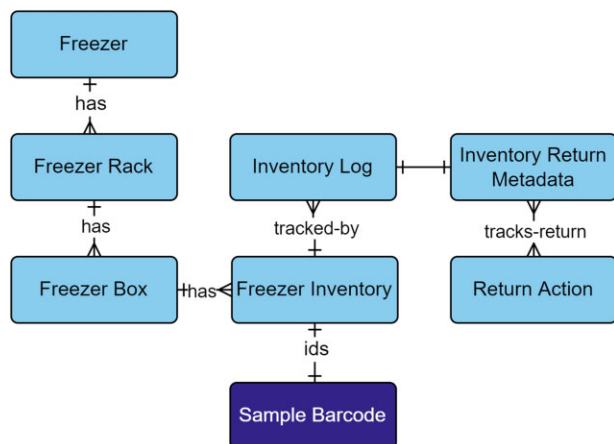 Freezer
has
Freezer Rack
has
Freezer Box
has
Freezer Inventory
Inventory Log
tracked-by
Inventory Return
Metadata
tracks-return
Return Action
ids
Sample Barcode